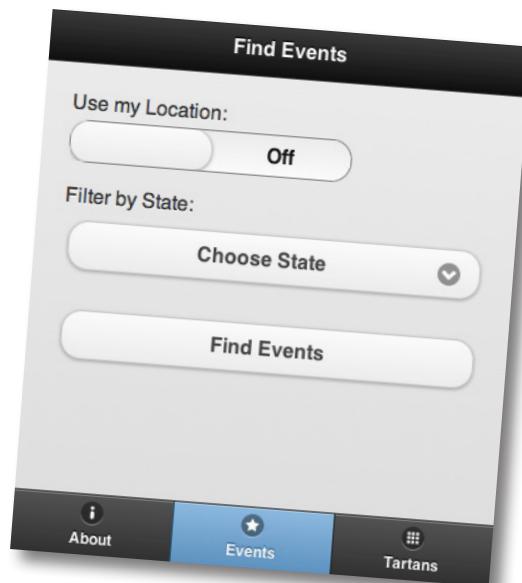 Find Events
Use my Location:
Off
Filter by State:
Choose State
Find Events
About
Events
Tartans